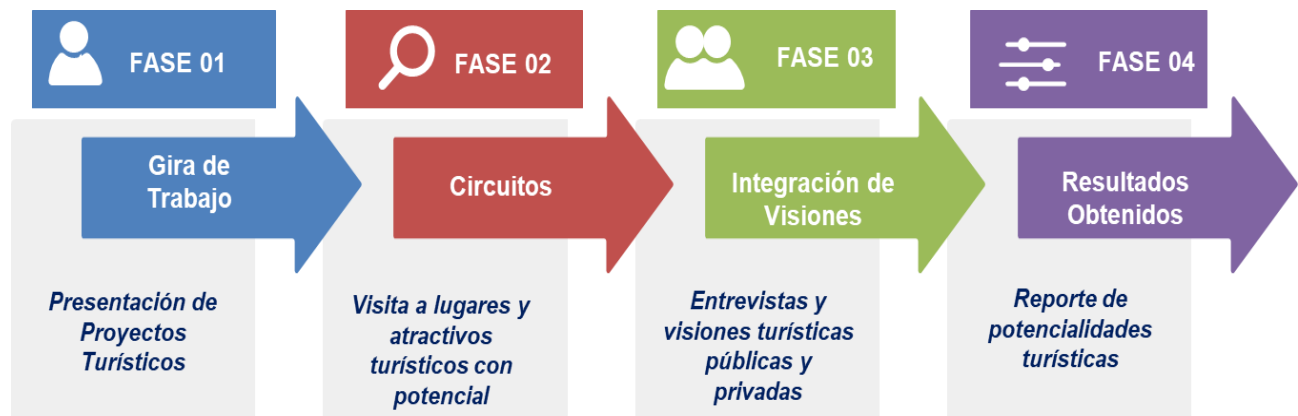 FASE 01
Gira de
Trabajo
Presentación de
Proyectos
Turísticos
FASE 02
Circuitos
Visita a lugares y
atractivos
turísticos con
potencial
FASE 03
Integración de
Visiones
Entrevistas y
visiones turísticas
públicas y
privadas
FASE 04
Resultados
Obtenidos
Reporte de
potencialidades
turísticas